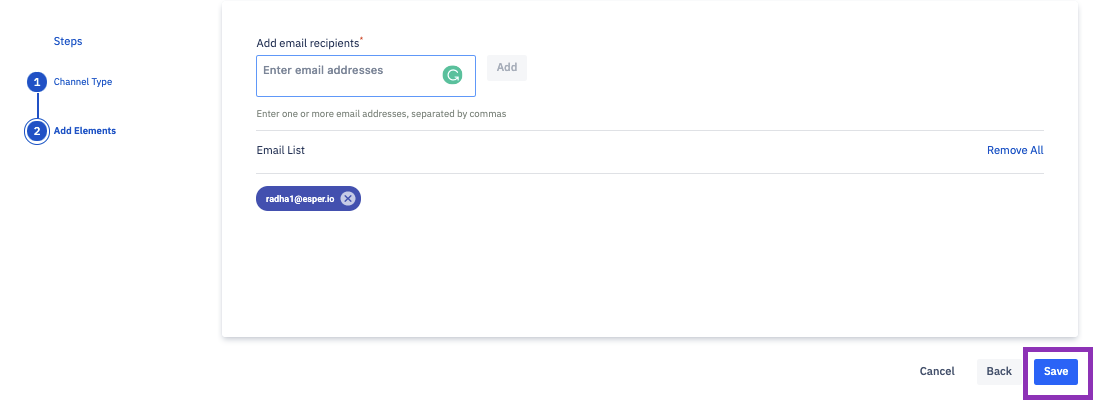 Steps
1 Channel Type
2 Add Elements
Add email recipients*
Enter email addresses
Add
Enter one or more email addresses, separated by commas
Email List
Remove All
radha1@esper.io
Cancel
Back
Save